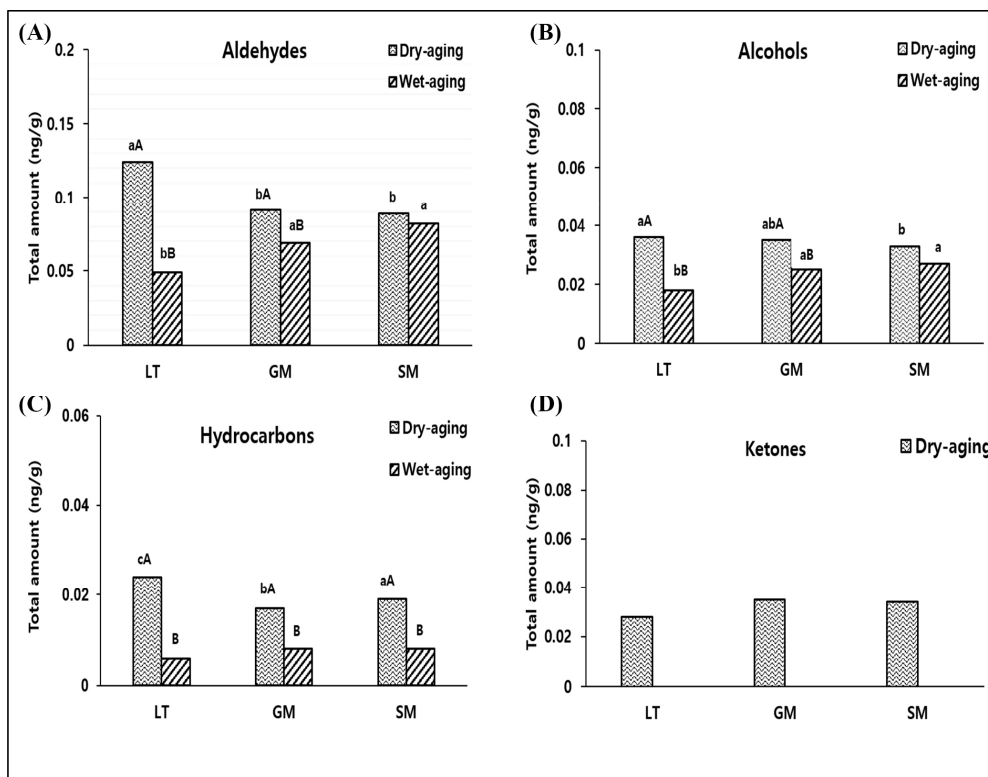 (A)
Aldehydes
Dry-aging
Wet-aging
Total amount (ng/g)
0.2
0.15
0.1
0.05
0
aA
bB
bA
aB
b
a
LT GM SM
(B)
Alcohols
Dry-aging
Wet-aging
Total amount (ng/g)
0.1
0.08
0.06
0.04
0.02
0
aA
bB
abA
aB
b
a
LT GM SM
(C)
Hydrocarbons
Dry-aging
Wet-aging
Total amount (ng/g)
0.06
0.04
0.02
0
cA
B
bA
B
aA
B
LT GM SM
(D)
Ketones
Dry-aging
Total amount (ng/g)
0.1
0.08
0.06
0.04
0.02
0
LT GM SM